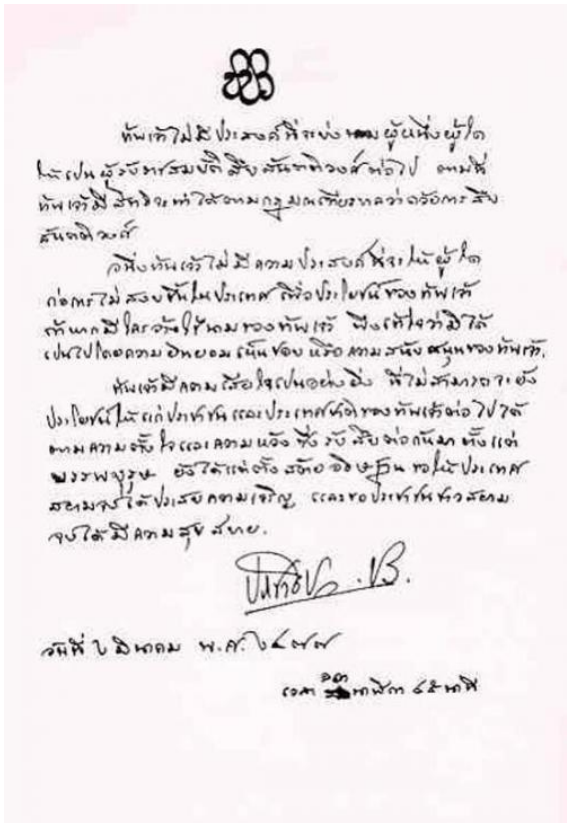 ข้าพเจ้าไม่มีประสงค์ที่จะบ่งนามผู้หนึ่งผู้ใด
ให้เป็นผู้รับราชสมบัติสืบสันตติวงศ์ต่อไป ตามที่
ข้าพเจ้ามีสิทธิจะทำได้ตามกฎมณเฑียรบาลว่าด้วยการสืบ
สันตติวงศ์
อนึ่งข้าพเจ้าไม่มีความประสงค์ที่จะให้ผู้ใด
ก่อการไม่สงบขึ้นในประเทศ เพื่อประโยชน์ของข้าพเจ้า
ถ้าหากมีใครอ้างใช้นามของข้าพเจ้า พึงเข้าใจว่ามิได้
เป็นไปโดยความยินยอมเห็นชอบ หรือความสนับสนุนของข้าพเจ้า.
ข้าพเจ้ามีความเสียใจเป็นอย่างยิ่ง ที่ไม่สามารถจะยัง
ประโยชน์ให้แก่ประชาชนและประเทศชาติของข้าพเจ้าต่อไปได้
ตามความตั้งใจและความหวัง ซึ่งรับสืบต่อกันมา ตั้งแต่
บรรพบุรุษ ยังได้แต่ตั้งสัตย์อธิษฐาน ขอให้ประเทศ
สยามจงได้ประสบความเจริญ และขอประชาชนชาวสยาม
จงได้มีความสุขสบาย.
ประชาธิปก. ปร.
วันที่ ๒ มีนาคม พ.ศ. ๒๔๗๗
เวลา ๑๓ นาฬิกา ๔๕ นาที